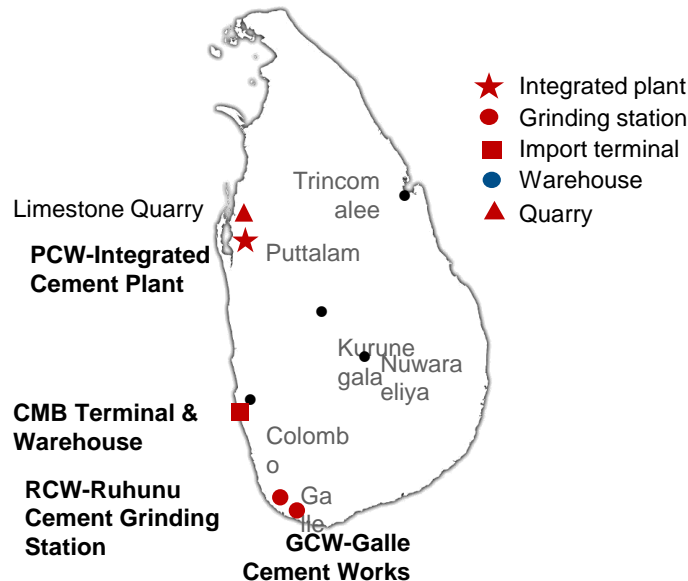 Integrated plant
Grinding station
Import terminal
Warehouse
Quarry
Trincom
alee
Limestone Quarry
PCW-Integrated
Cement Plant
Puttalam
Kurune
gala
Nuwara
eliya
CMB Terminal &
Warehouse
Colomb
o
RCW-Ruhunu
Cement Grinding
Station
Ga
lle
GCW-Galle
Cement Works